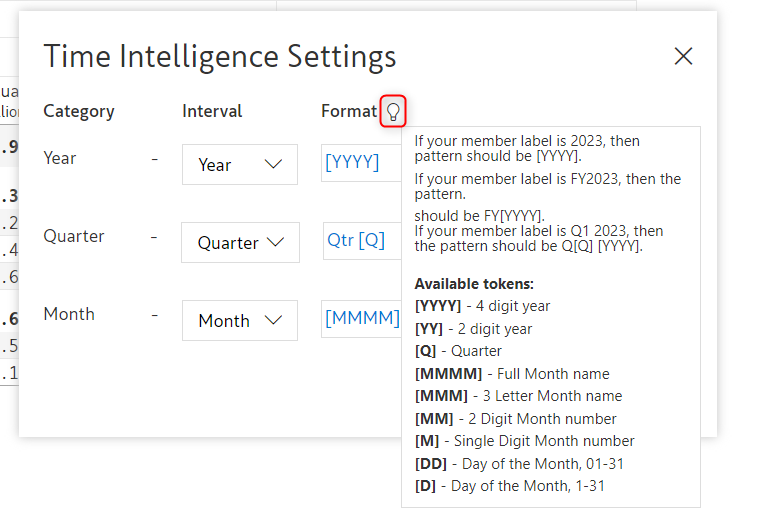 Time Intelligence Settings
Category Interval Format
Year - Year [YYYY]
Quarter - Quarter Qtr [Q]
Month - Month [MMMM]
If your member label is 2023, then
pattern should be [YYYY].
If your member label is FY2023, then the
pattern.
should be FY[YYYY].
If your member label is Q1 2023, then
the pattern should be Q[Q] [YYYY].
Available tokens:
[YYYY] - 4 digit year
[YY] - 2 digit year
[Q] - Quarter
[MMMM] - Full Month name
[MMM] - 3 Letter Month name
[MM] - 2 Digit Month number
[M] - Single Digit Month number
[DD] - Day of the Month, 01-31
[D] - Day of the Month, 1-31
.9
.3
.2
.4
.6
.6
.5
.1